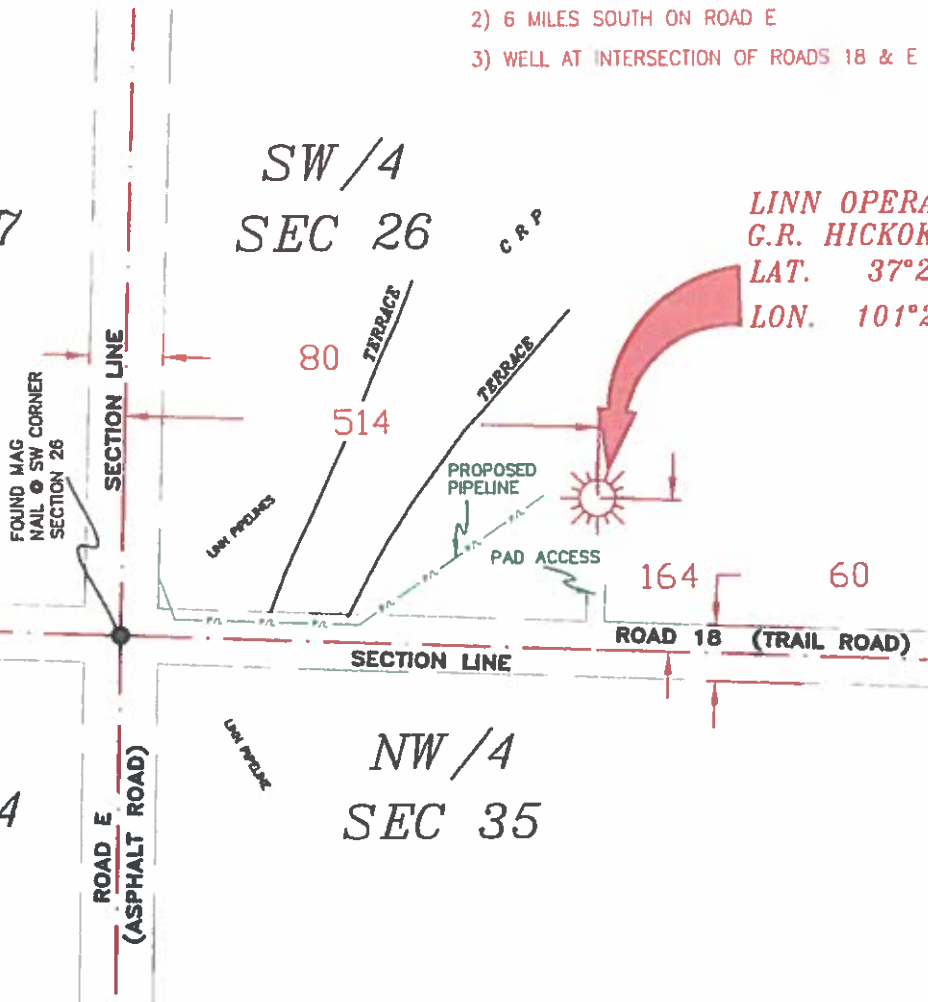 2) 6 MILES SOUTH ON ROAD E
3) WELL AT INTERSECTION OF ROADS 18 & E
SW/4
SEC 26
C R P
7
LINN OPERA
G.R. HICKOK
LAT. 37°2
LON. 101°2
SECTION LINE
80
TERRACE
TERRACE
514
FOUND MAG
NAIL @ SW CORNER
SECTION 26
PROPOSED
PIPELINE
LINN PIPELINES
PAD ACCESS
P/L
P/L
P/L
P/L
P/L
P/L
P/L
164
60
ROAD 18 (TRAIL ROAD)
SECTION LINE
LINN PIPELINE
NW/4
SEC 35
4
ROAD E
(ASPHALT ROAD)